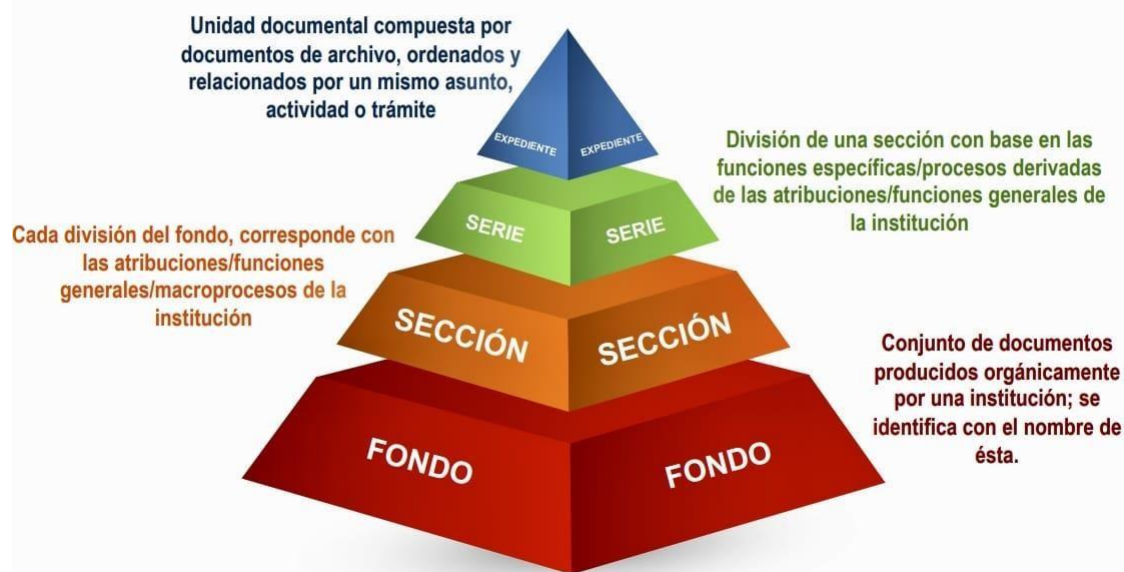 Unidad documental compuesta por
documentos de archivo, ordenados y
relacionados por un mismo asunto,
actividad o trámite
EXPEDIENTE EXPEDIENTE
División de una sección con base en las
funciones específicas/procesos derivadas
de las atribuciones/funciones generales de
la institución
SERIE SERIE
Cada división del fondo, corresponde con
las atribuciones/funciones
generales/macroprocesos de la
institución
SECCIÓN SECCIÓN
Conjunto de documentos
producidos orgánicamente
por una institución; se
identifica con el nombre de
ésta.
FONDO FONDO